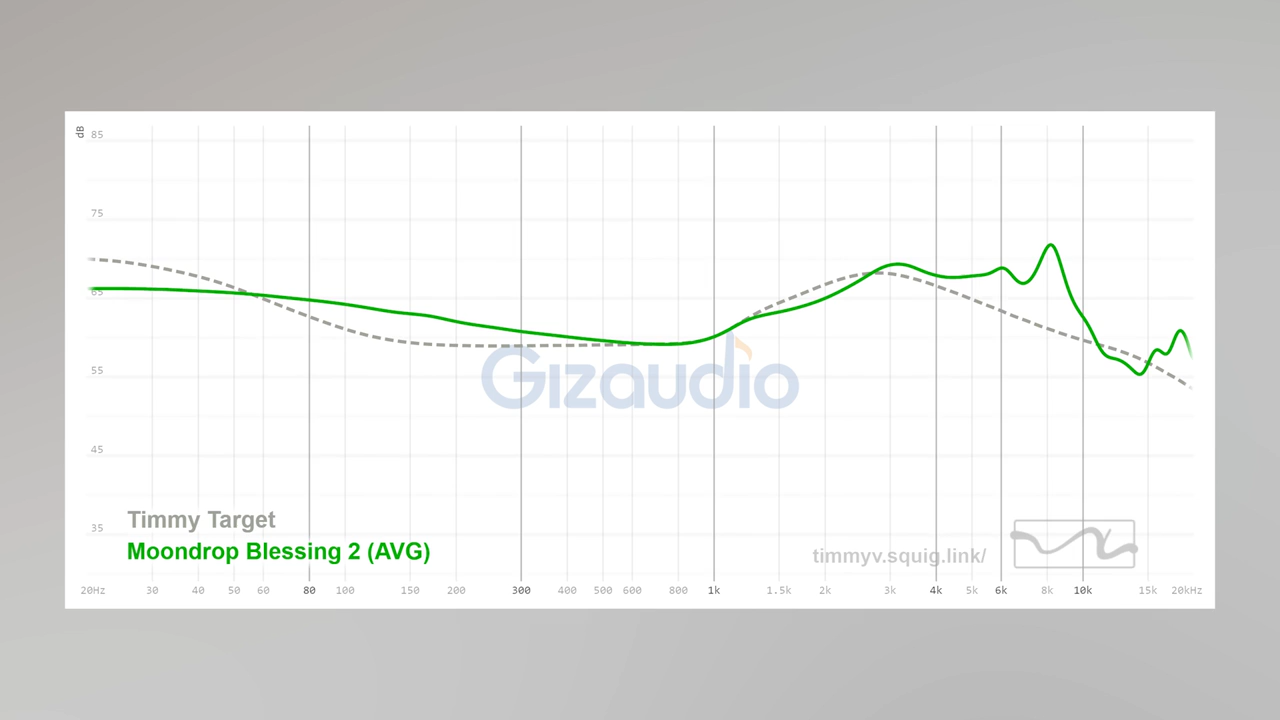 dB
85
75
65
55
45
35
Gizaudio
Timmy Target
Moondrop Blessing 2 (AVG)
timmyv.squig.link/
20Hz 30 40 50 60 80 100 150 200 300 400 500 600 800 1k 1.5k 2k 3k 4k 5k 6k 8k 10k 15k 20kHz